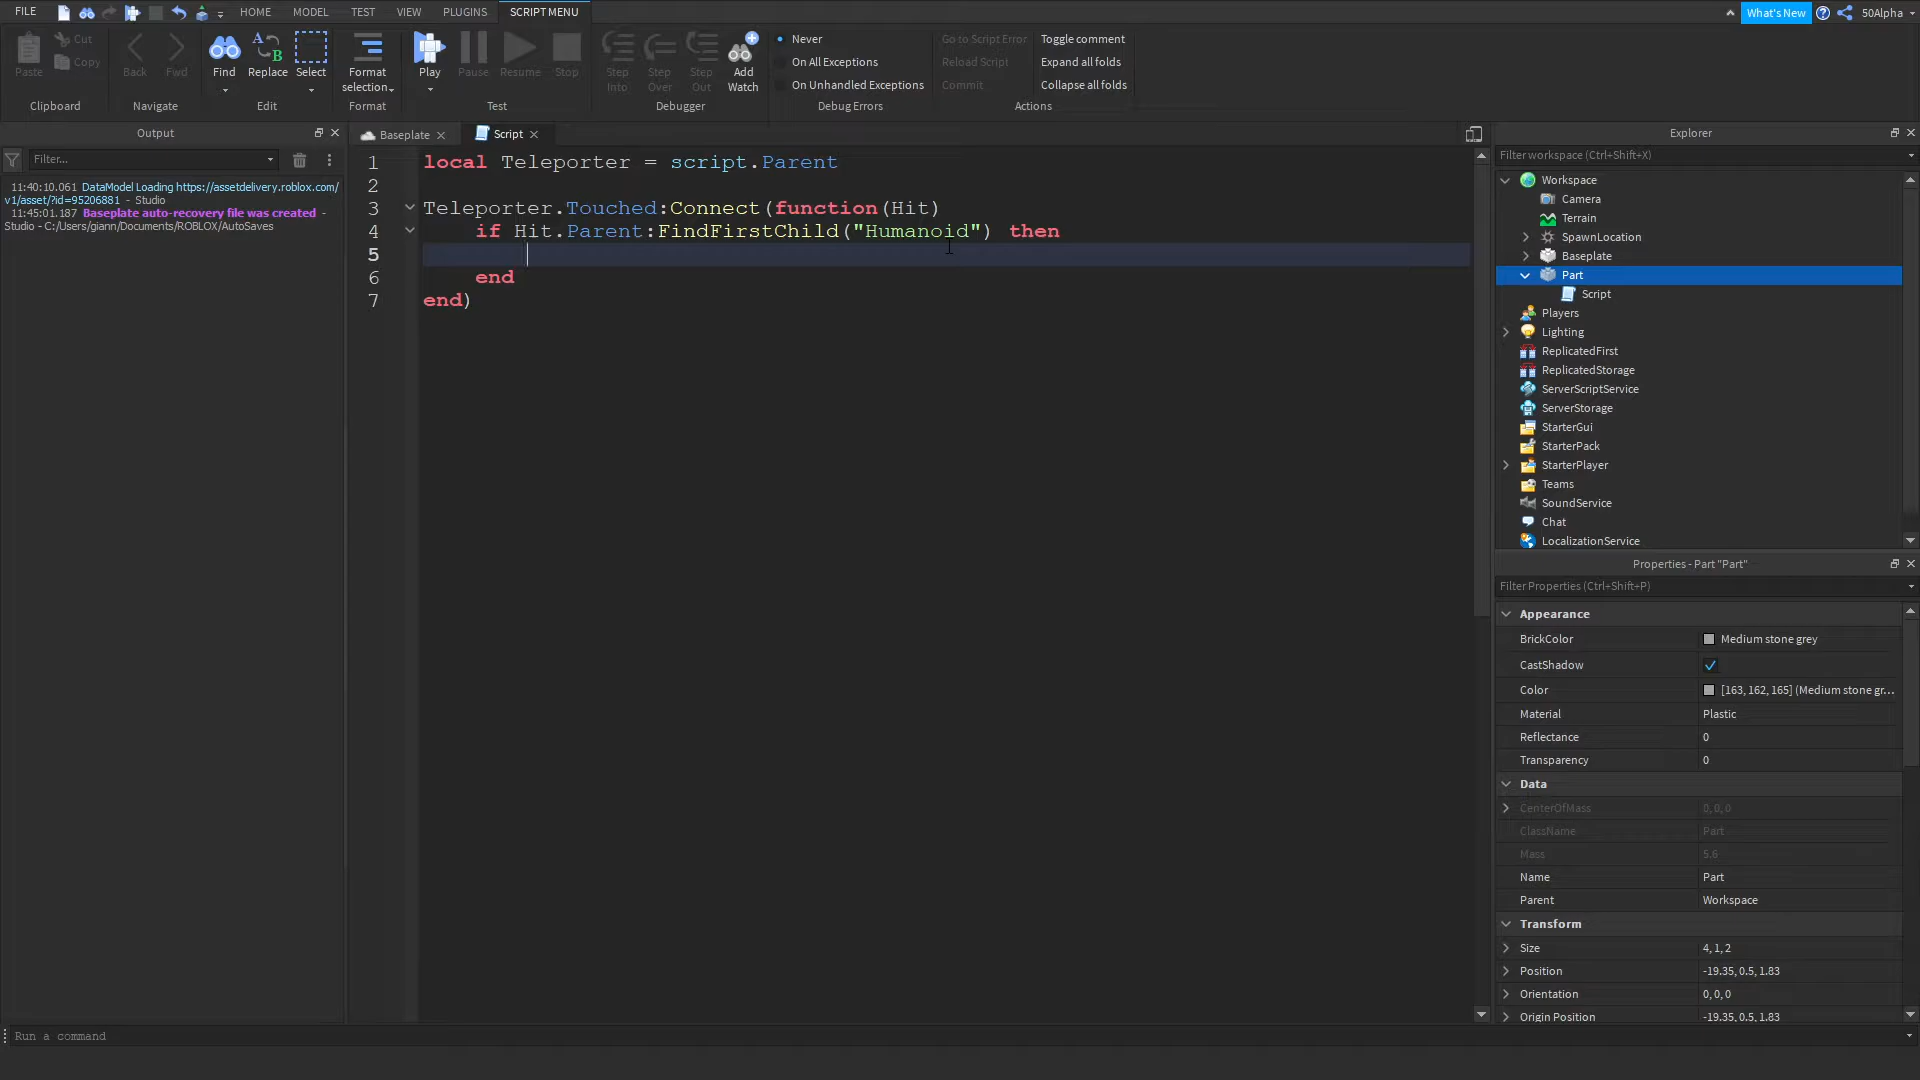 FILE HOME MODEL TEST VIEW PLUGINS SCRIPT MENU What's New 50Alpha
Paste Cut Copy
Clipboard
Back Fwd
Navigate
Find Replace Select
Edit
Format selection
Format
Play Pause Resume Stop
Test
Step Into Step Over Step Out Add Watch
Debugger
Never
On All Exceptions
On Unhandled Exceptions
Debug Errors
Go to Script Error Toggle comment
Reload Script Expand all folds
Commit Collapse all folds
Actions
Output
Filter...
11:40:10.061 DataModel Loading https://assetdelivery.roblox.com/
v1/asset/?id=95206881 - Studio
11:45:01.187 Baseplate auto-recovery file was created -
Studio - C:/Users/giann/Documents/ROBLOX/AutoSaves
Baseplate Script
1 local Teleporter = script.Parent
2
3 Teleporter.Touched:Connect(function(Hit)
4 if Hit.Parent:FindFirstChild("Humanoid") then
5
6 end
7 end)
Explorer
Filter workspace (Ctrl+Shift+X)
Workspace
Camera
Terrain
SpawnLocation
Baseplate
Part
Script
Players
Lighting
ReplicatedFirst
ReplicatedStorage
ServerScriptService
ServerStorage
StarterGui
StarterPack
StarterPlayer
Teams
SoundService
Chat
LocalizationService
Properties - Part "Part"
Filter Properties (Ctrl+Shift+P)
Appearance
BrickColor Medium stone grey
CastShadow
Color [163, 162, 165] (Medium stone gr...
Material Plastic
Reflectance 0
Transparency 0
Data
CenterOfMass 0, 0, 0
ClassName Part
Mass 5.6
Name Part
Parent Workspace
Transform
Size 4, 1, 2
Position -19.35, 0.5, 1.83
Orientation 0, 0, 0
Origin Position -19.35, 0.5, 1.83
Run a command